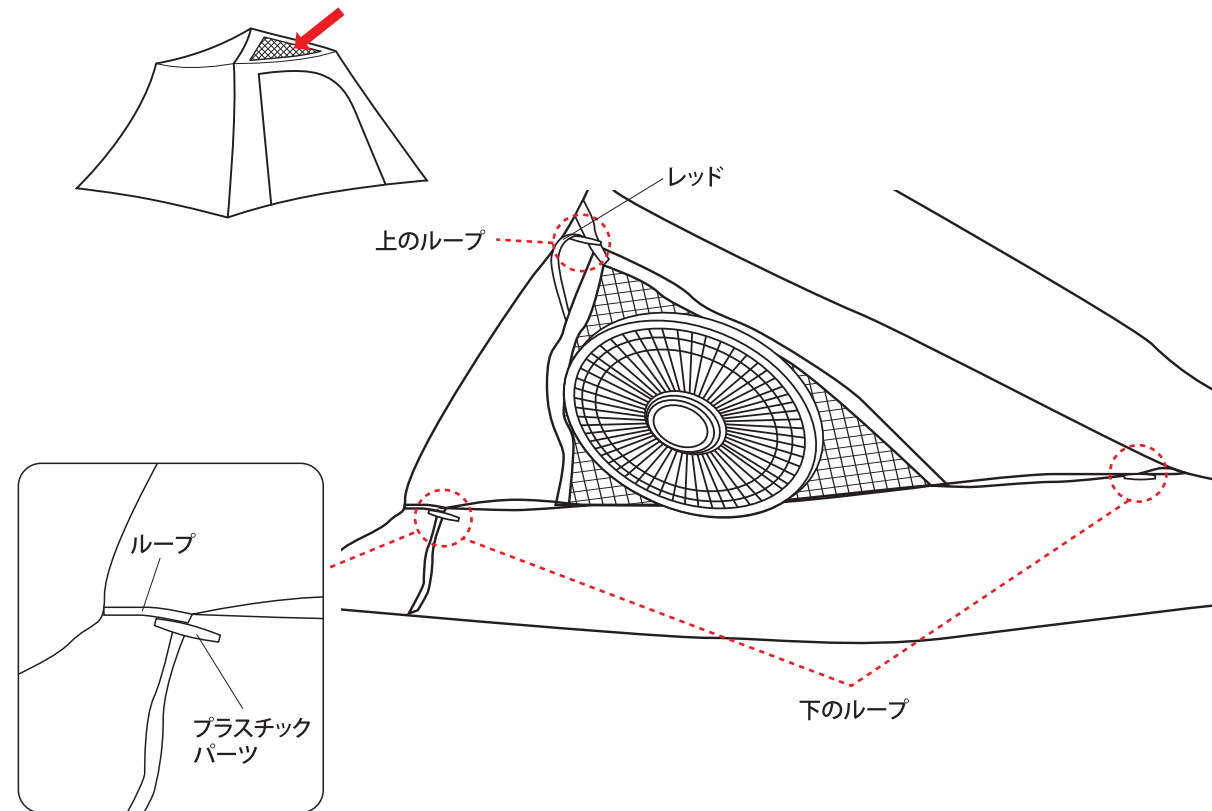 レッド
上のループ
ループ
プラスチック
パーツ
下のループ